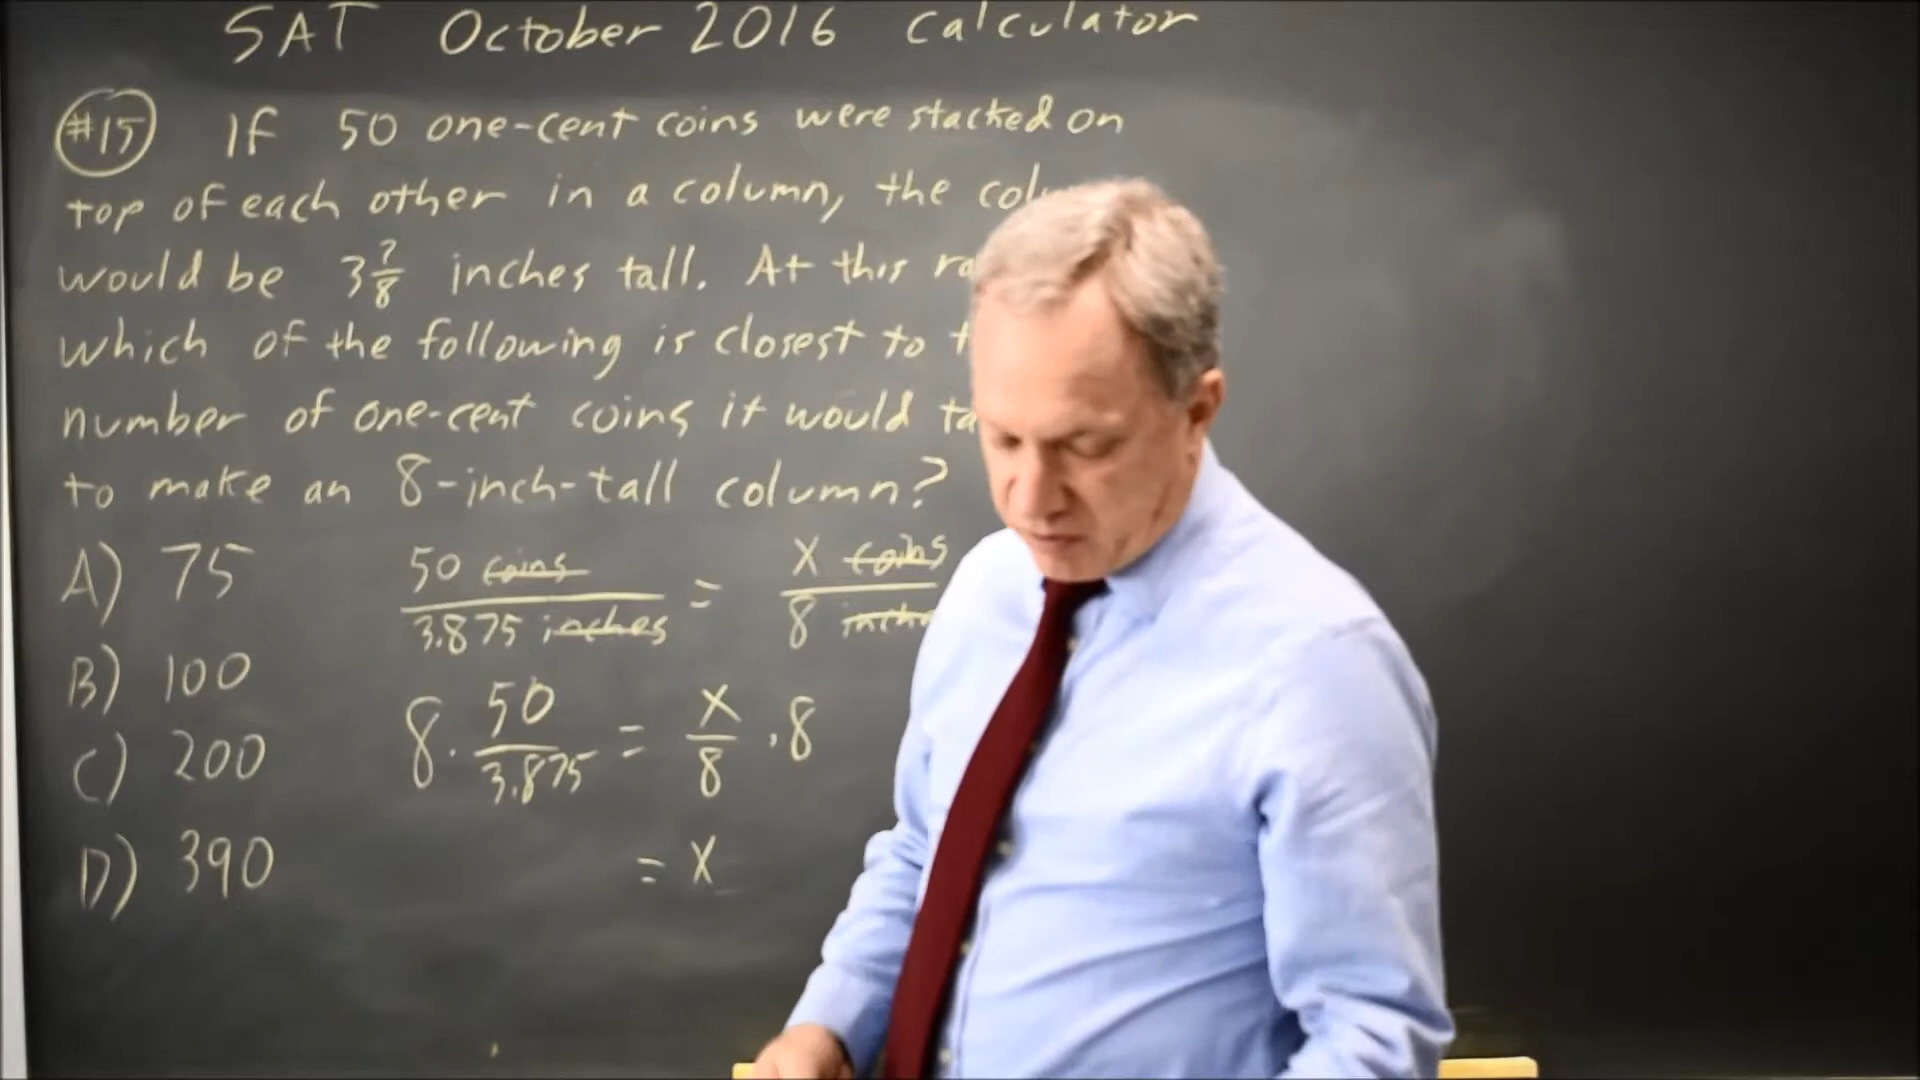 SAT October 2016 Calculator
#15 If 50 one-cent coins were stacked on
top of each other in a column, the
would be 3 7/8 inches tall. At this
which of the following is closest to
number of one-cent coins it would
to make an 8-inch-tall column?
A) 75
50 coins / 3.875 inches = x coins / 8
B) 100
8 · 50 / 3.875 = x / 8 · 8
C) 200
D) 390
= x